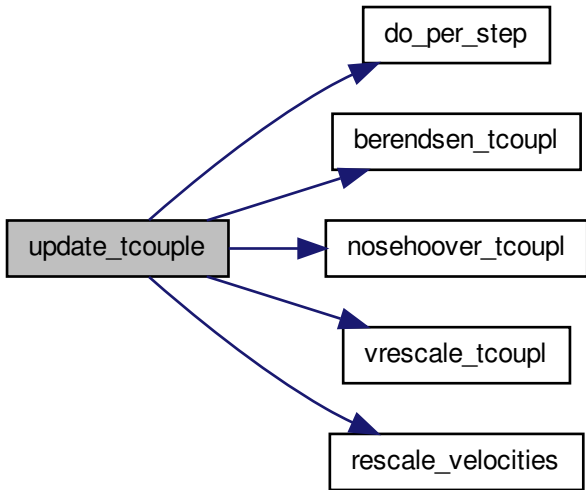 do_per_step
berendsen_tcoupl
update_tcouple
nosehoover_tcoupl
vrescale_tcoupl
rescale_velocities